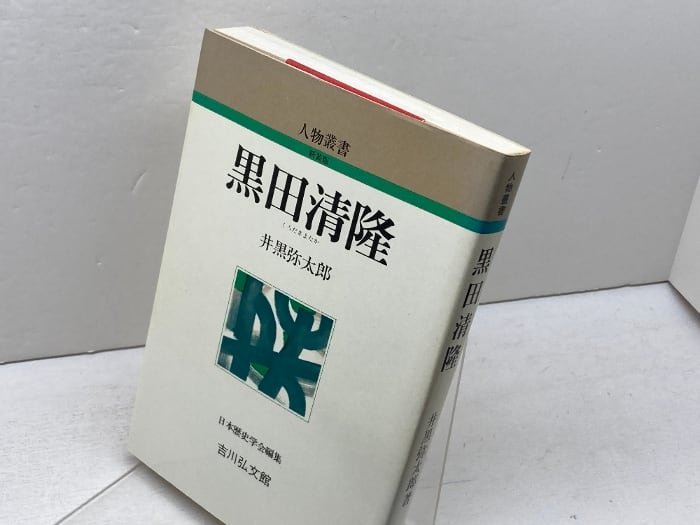 人物叢書
新装版
黒田清隆
くろだきよたか
井黒弥太郎
日本歴史学会編集
吉川弘文館
人物叢書
黒田清隆
井黒弥太郎著